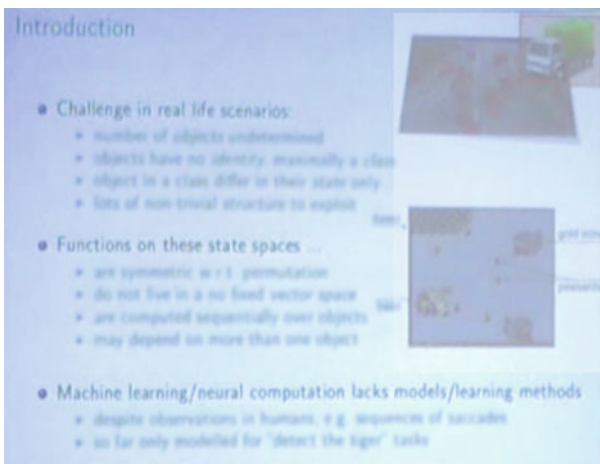 Introduction
Challenge in real life scenarios:
number of objects undetermined
objects have no identity, maximally a class
object in a class differ in their state only
lots of non-trivial structure to exploit
Functions on these state spaces ...
are symmetric w.r.t. permutation
do not live in a no fixed vector space
are computed sequentially over objects
may depend on more than one object
gold mine
Machine learning/neural computation lacks models/learning methods
despite observations in humans, e.g. sequences of saccades
so far only modelled for "detect the tiger" tasks